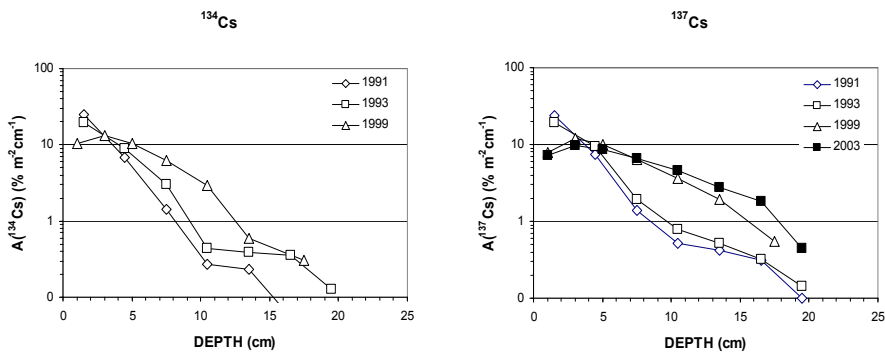 ¹³⁴Cs
100
10
1
0
0 5 10 15 20 25
DEPTH (cm)
A(¹³⁴Cs) (% m⁻²cm⁻¹)
1991
1993
1999
¹³⁷Cs
100
10
1
0
0 5 10 15 20 25
DEPTH (cm)
A(¹³⁷Cs) (% m⁻²cm⁻¹)
1991
1993
1999
2003